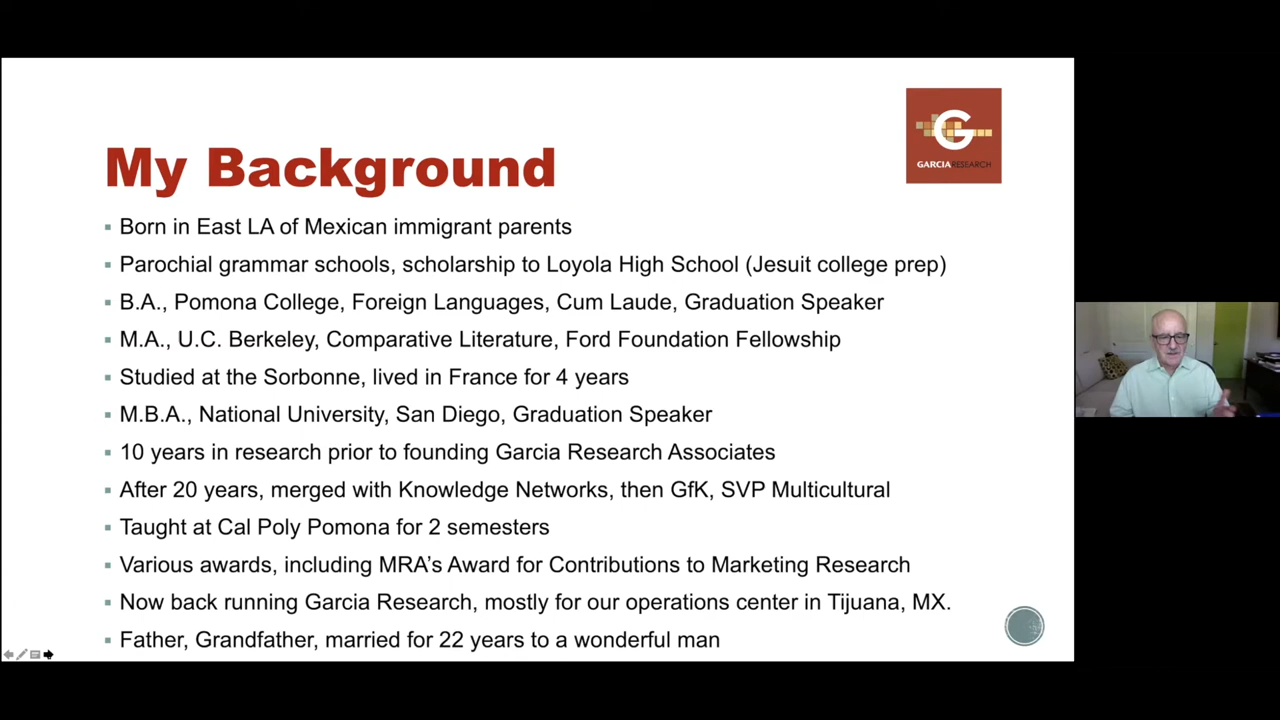 G
GARCIARESEARCH
My Background
Born in East LA of Mexican immigrant parents
Parochial grammar schools, scholarship to Loyola High School (Jesuit college prep)
B.A., Pomona College, Foreign Languages, Cum Laude, Graduation Speaker
M.A., U.C. Berkeley, Comparative Literature, Ford Foundation Fellowship
Studied at the Sorbonne, lived in France for 4 years
M.B.A., National University, San Diego, Graduation Speaker
10 years in research prior to founding Garcia Research Associates
After 20 years, merged with Knowledge Networks, then GfK, SVP Multicultural
Taught at Cal Poly Pomona for 2 semesters
Various awards, including MRA’s Award for Contributions to Marketing Research
Now back running Garcia Research, mostly for our operations center in Tijuana, MX.
Father, Grandfather, married for 22 years to a wonderful man